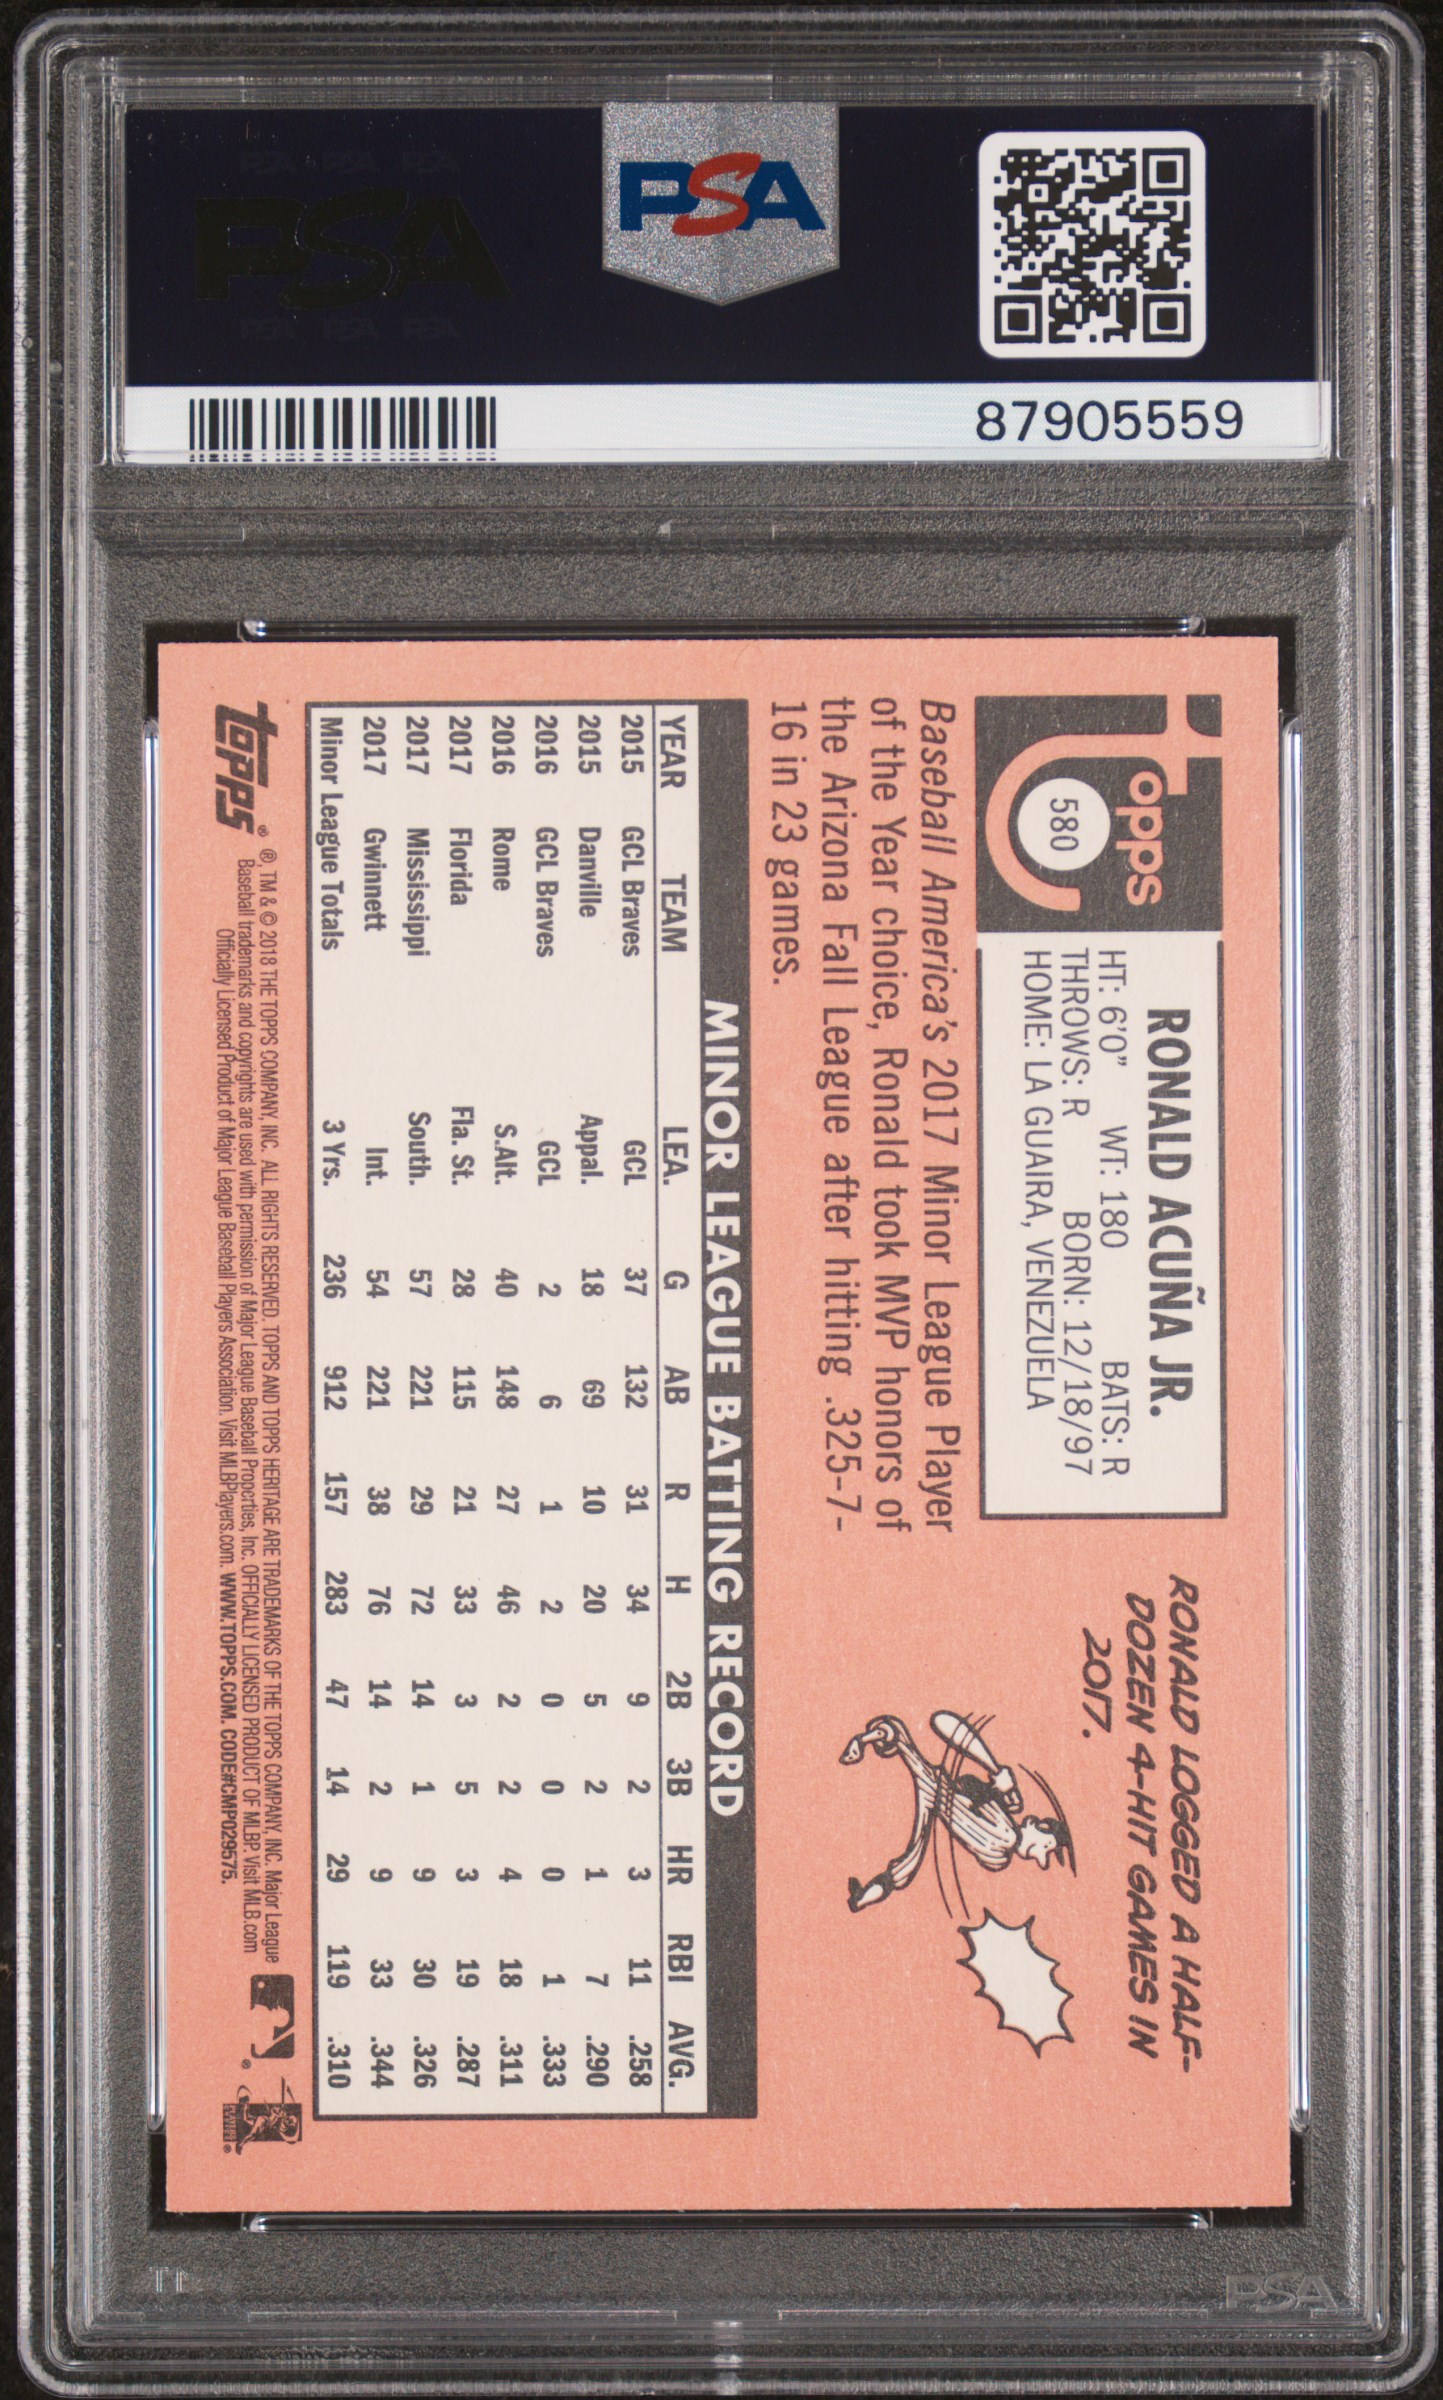 PSA PSA PSA
PSA
PSA PSA PSA
PSA
87905559
Topps
580
RONALD ACUÑA JR.
HT: 6'0" WT: 180 BATS: R
THROWS: R BORN: 12/18/97
HOME: LA GUAIRA, VENEZUELA
RONALD LOGGED A HALF-
DOZEN 4-HIT GAMES IN
2017.
Baseball America's 2017 Minor League Player
of the Year choice, Ronald took MVP honors of
the Arizona Fall League after hitting .325-7-
16 in 23 games.
MINOR LEAGUE BATTING RECORD
YEAR TEAM LEA. G AB R H 2B 3B HR RBI AVG.
2015 GCL Braves GCL 37 132 31 34 9 2 3 11 .258
2015 Danville Appal. 18 69 10 20 5 2 1 7 .290
2016 GCL Braves GCL 2 6 1 2 0 0 0 1 .333
2016 Rome S.Alt. 40 148 27 46 2 2 4 18 .311
2017 Florida Fla. St. 28 115 21 33 3 5 3 19 .287
2017 Mississippi South. 57 221 29 72 14 1 9 30 .326
2017 Gwinnett Int. 54 221 38 76 14 2 9 33 .344
Minor League Totals 3 Yrs. 236 912 157 283 47 14 29 119 .310
topps®
®, TM & © 2018 THE TOPPS COMPANY, INC. ALL RIGHTS RESERVED. TOPPS AND TOPPS HERITAGE ARE TRADEMARKS OF THE TOPPS COMPANY, INC. Major League
Baseball trademarks and copyrights are used with permission of Major League Baseball Properties, Inc. OFFICIALLY LICENSED PRODUCT OF MLBP. Visit MLB.com
Officially Licensed Product of Major League Baseball Players Association. Visit MLBPlayers.com. WWW.TOPPS.COM. CODE#CMP029575.
PSA